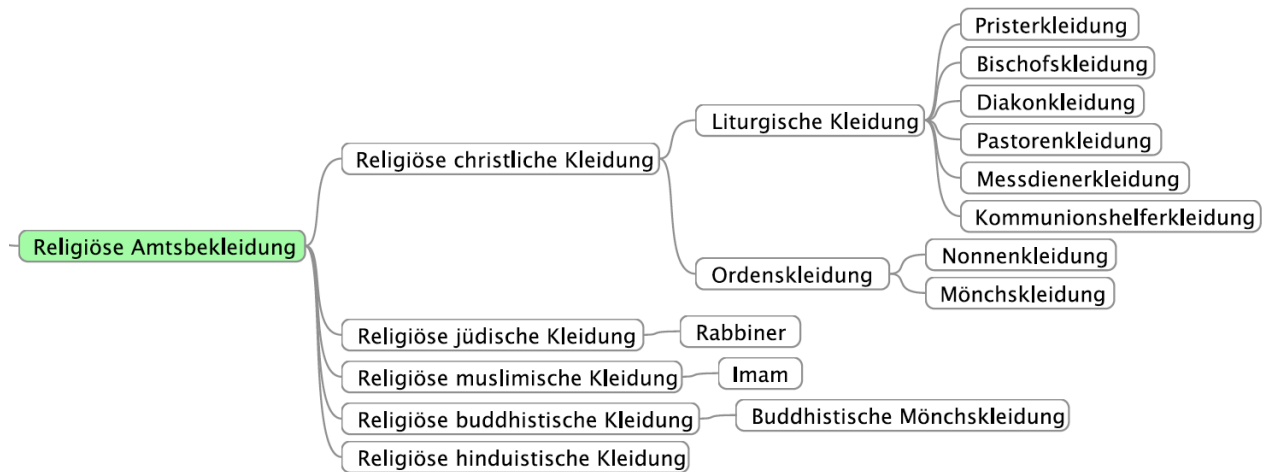 Religiöse Amtsbekleidung
Religiöse christliche Kleidung
Liturgische Kleidung
Pristerkleidung
Bischofskleidung
Diakonkleidung
Pastorenkleidung
Messdienerkleidung
Kommunionshelferkleidung
Ordenskleidung
Nonnenkleidung
Mönchskleidung
Religiöse jüdische Kleidung
Rabbiner
Religiöse muslimische Kleidung
Imam
Religiöse buddhistische Kleidung
Buddhistische Mönchskleidung
Religiöse hinduistische Kleidung